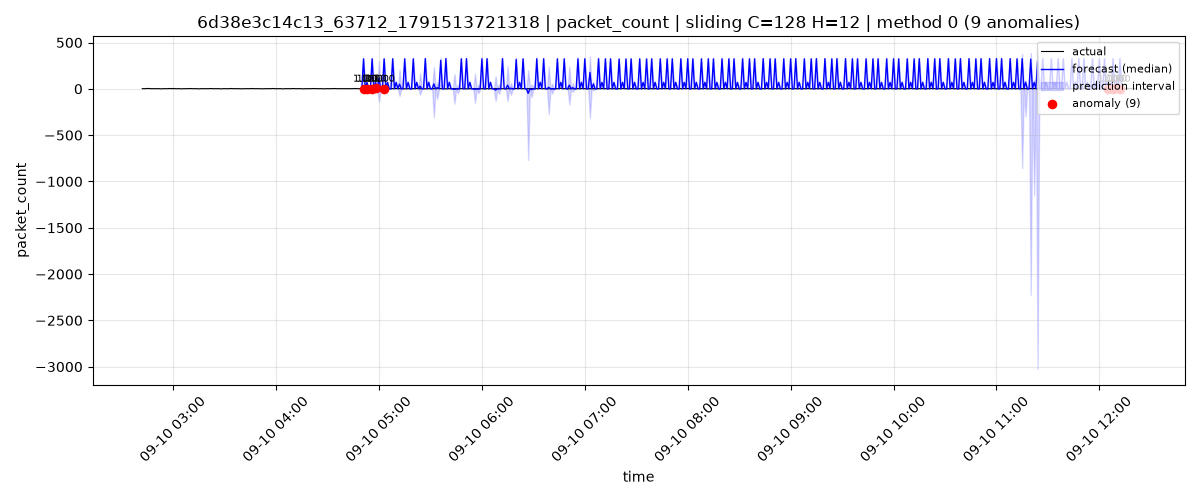 6d38e3c14c13_63712_1791513721318 | packet_count | sliding C=128 H=12 | method 0 (9 anomalies)
packet_count
500
0
−500
−1000
−1500
−2000
−2500
−3000
actual
forecast (median)
prediction interval
anomaly (9)
09-10 03:00
09-10 04:00
09-10 05:00
09-10 06:00
09-10 07:00
09-10 08:00
09-10 09:00
09-10 10:00
09-10 11:00
09-10 12:00
time